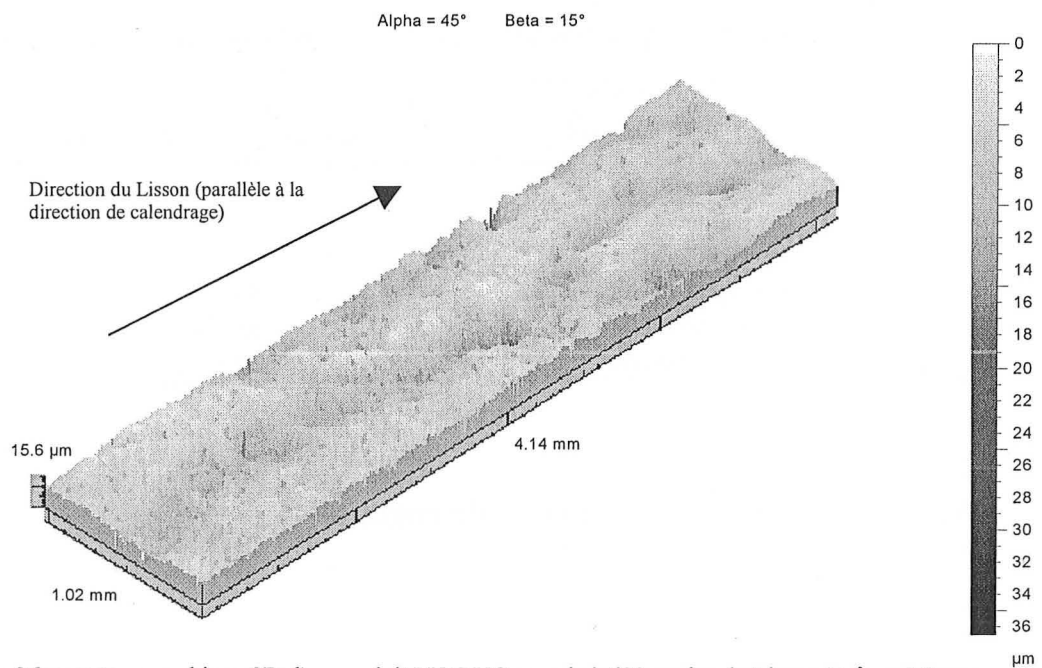 Alpha = 45° Beta = 15°
Direction du Lisson (parallèle à la
direction de calendrage)
15.6 µm
1.02 mm
4.14 mm
0
2
4
6
8
10
12
14
16
18
20
22
24
26
28
30
32
34
36
µm